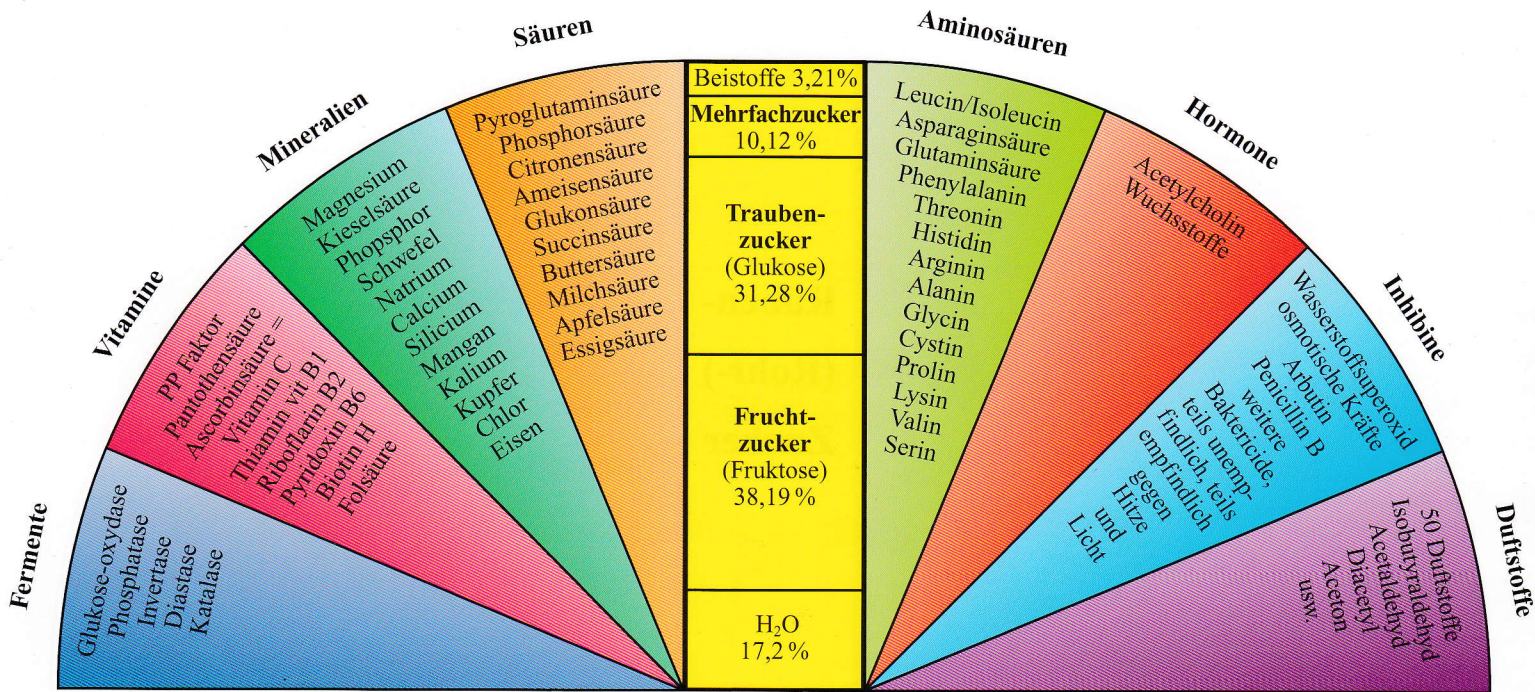 Fermente
Glukose-oxydase
Phosphatase
Invertase
Diastase
Katalase
Vitamine
PP Faktor
Pantothensäure
Ascorbinsäure =
Vitamin C
Thiamin vit B1
Riboflarin B2
Pyridoxin B6
Biotin H
Folsäure
Mineralien
Magnesium
Kieselsäure
Phopsphor
Schwefel
Natrium
Calcium
Silicium
Mangan
Kalium
Kupfer
Chlor
Eisen
Säuren
Pyroglutaminsäure
Phosphorsäure
Citronensäure
Ameisensäure
Glukonsäure
Succinsäure
Buttersäure
Milchsäure
Apfelsäure
Essigsäure
Beistoffe 3,21%
Mehrfachzucker
10,12 %
Trauben-
zucker
(Glukose)
31,28 %
Frucht-
zucker
(Fruktose)
38,19 %
H₂O
17,2 %
Aminosäuren
Leucin/Isoleucin
Asparaginsäure
Glutaminsäure
Phenylalanin
Threonin
Histidin
Arginin
Alanin
Glycin
Cystin
Prolin
Lysin
Valin
Serin
Hormone
Acetylcholin
Wuchsstoffe
Inhibine
Wasserstoffsuperoxid
osmotische Kräfte
Arbutin
Penicillin B
weitere
Baktericide,
teils unemp-
findlich, teils
empfindlich
gegen
Hitze
und
Licht
Duftstoffe
50 Duftstoffe
Isobutyraldehyd
Acetaldehyd
Diacetyl
Aceton
usw.